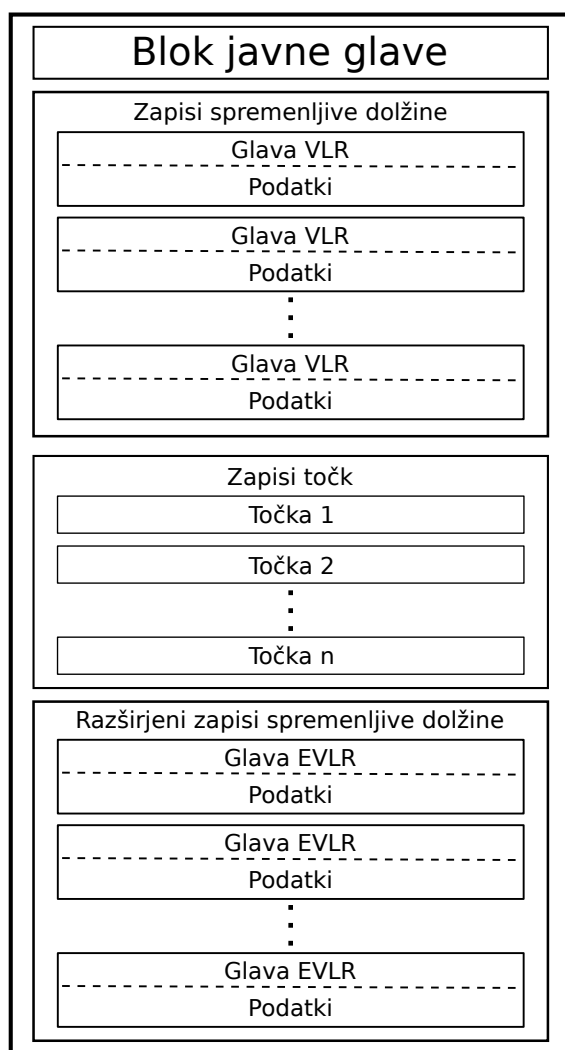 Blok javne glave
Zapisi spremenljive dolžine
Glava VLR
Podatki
Glava VLR
Podatki
Glava VLR
Podatki
Zapisi točk
Točka 1
Točka 2
Točka n
Razširjeni zapisi spremenljive dolžine
Glava EVLR
Podatki
Glava EVLR
Podatki
Glava EVLR
Podatki